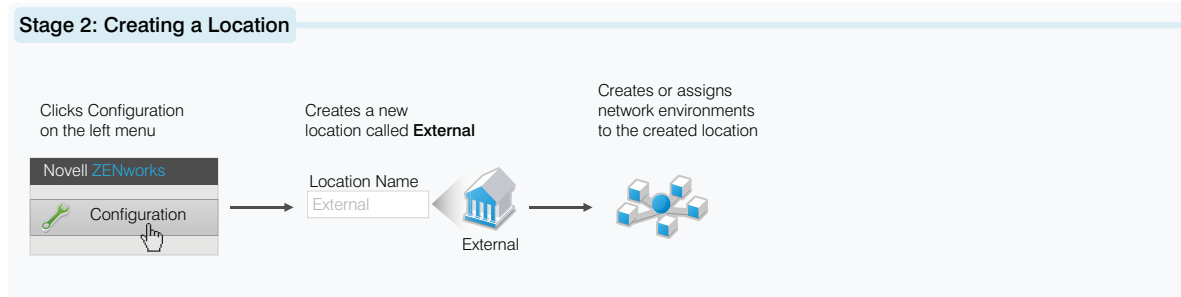 Stage 2: Creating a Location
Clicks Configuration
on the left menu
Novell ZENworks
Configuration
Creates a new
location called External
Location Name
External
External
Creates or assigns
network environments
to the created location